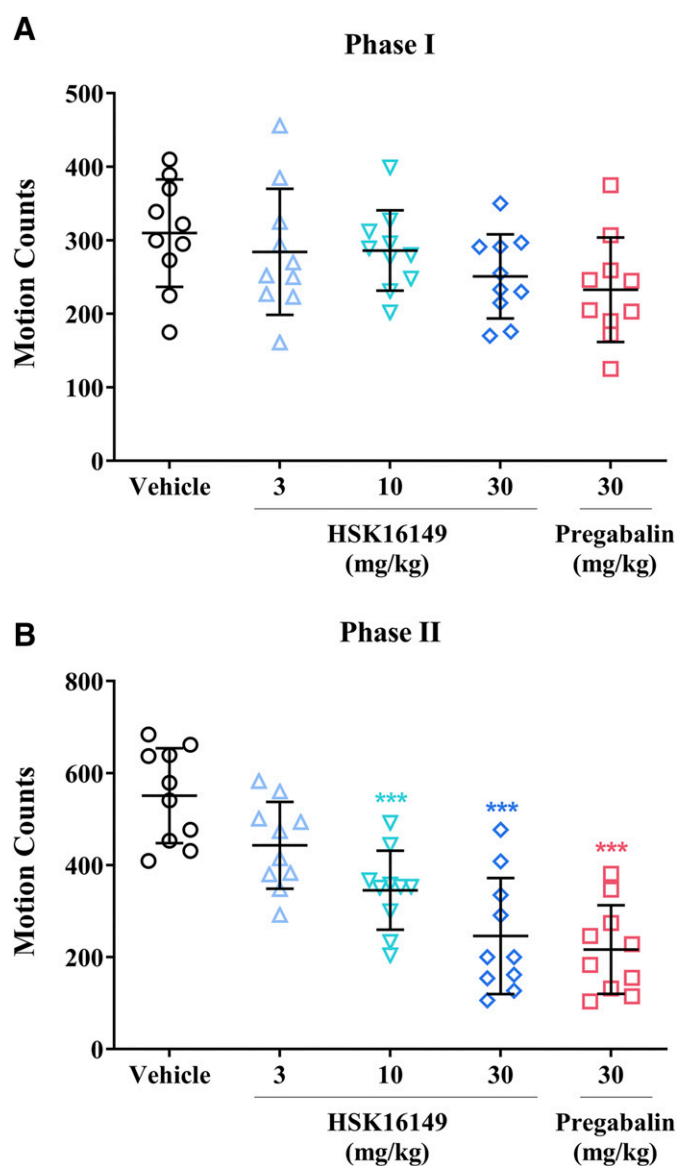 A
Phase I
500
400
300
200
100
0
Motion Counts
Vehicle 3 10 30 30
HSK16149 Pregabalin
(mg/kg) (mg/kg)
B
Phase II
800
600
400
200
0
Motion Counts
*** *** ***
Vehicle 3 10 30 30
HSK16149 Pregabalin
(mg/kg) (mg/kg)